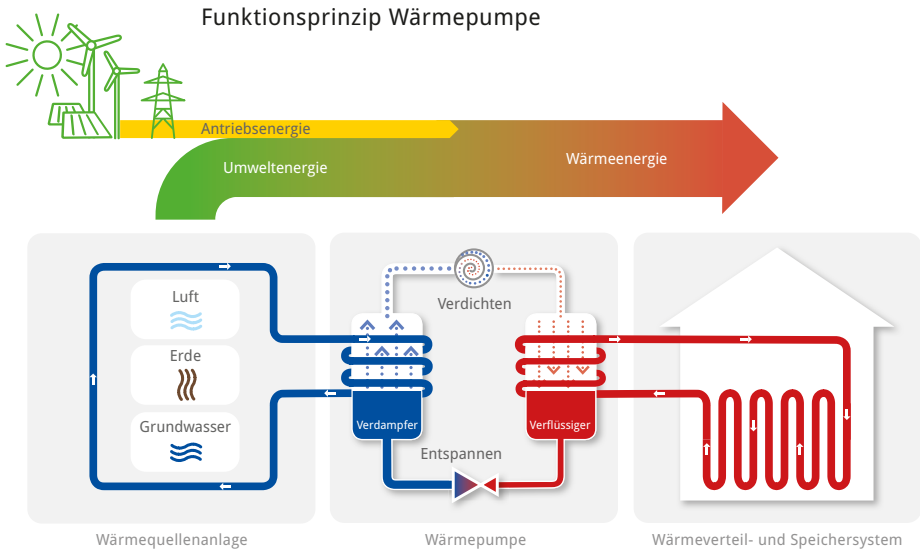 Funktionsprinzip Wärmepumpe
Antriebsenergie
Umweltenergie
Wärmeenergie
Luft
Erde
Grundwasser
Verdichten
Verdampfer
Verflüssiger
Entspannen
Wärmequellenanlage
Wärmepumpe
Wärmeverteil- und Speichersystem